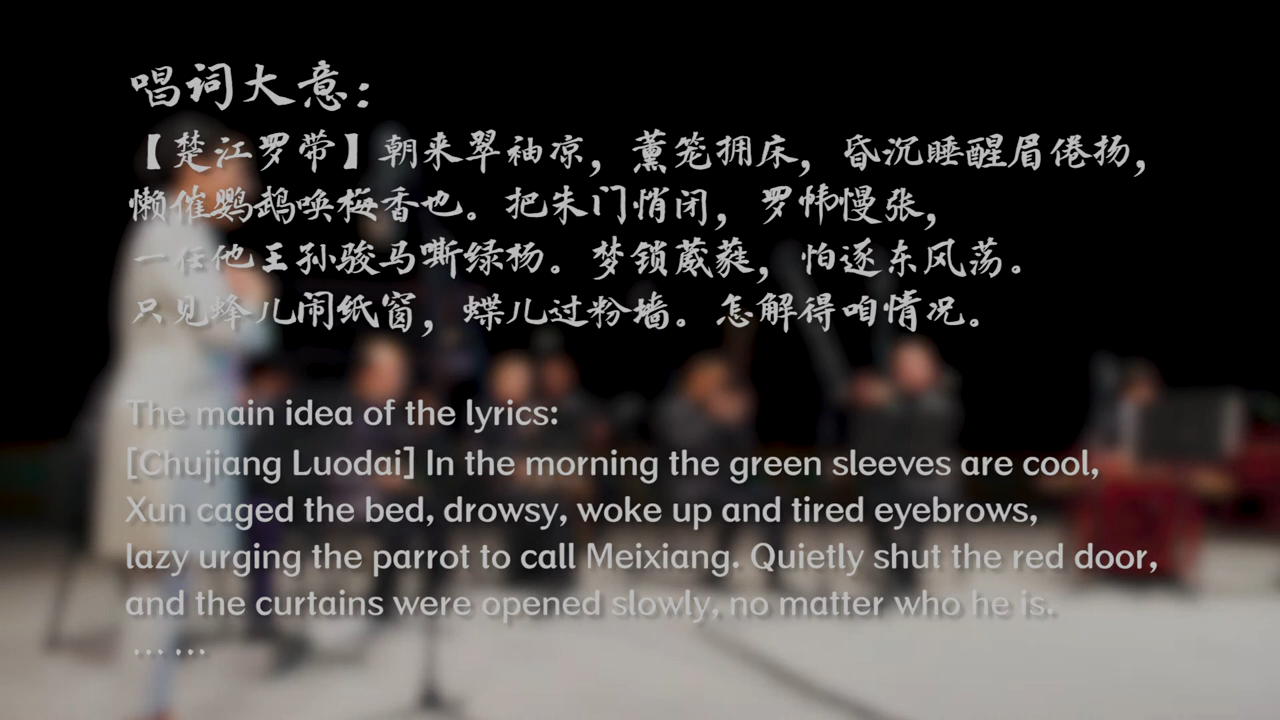 唱词大意：
【楚江罗带】朝来翠袖凉，薰笼拥床，昏沉睡醒眉倦扬，
懒催鹦鹉唤梅香也。把朱门悄闭，罗帏慢张，
一任他王孙骏马嘶绿杨。梦锁葳蕤，怕逐东风荡。
只见蜂儿闹纸窗，蝶儿过粉墙。怎解得咱情况。
The main idea of the lyrics:
[Chujiang Luodai] In the morning the green sleeves are cool,
Xun caged the bed, drowsy, woke up and tired eyebrows,
lazy urging the parrot to call Meixiang. Quietly shut the red door,
and the curtains were opened slowly, no matter who he is.
……